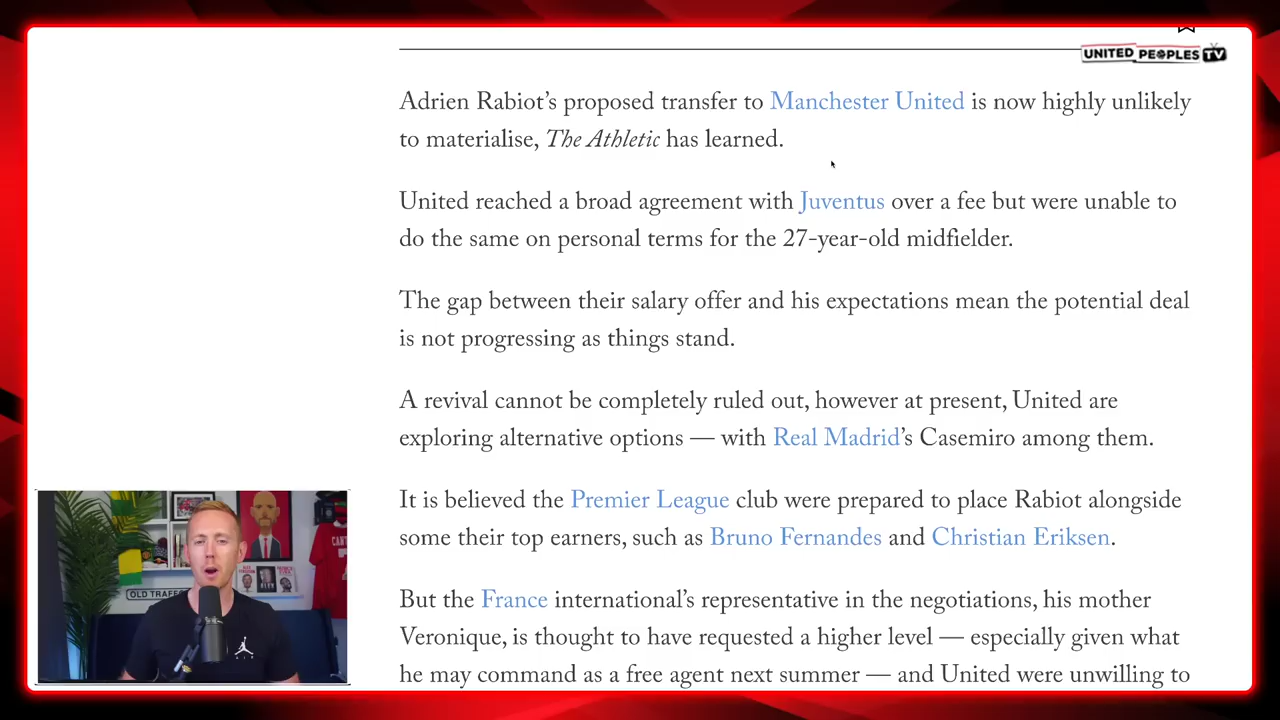 UNITED PEOPLES TV
Adrien Rabiot's proposed transfer to Manchester United is now highly unlikely
to materialise, The Athletic has learned.
United reached a broad agreement with Juventus over a fee but were unable to
do the same on personal terms for the 27-year-old midfielder.
The gap between their salary offer and his expectations mean the potential deal
is not progressing as things stand.
A revival cannot be completely ruled out, however at present, United are
exploring alternative options — with Real Madrid's Casemiro among them.
It is believed the Premier League club were prepared to place Rabiot alongside
some their top earners, such as Bruno Fernandes and Christian Eriksen.
But the France international's representative in the negotiations, his mother
Veronique, is thought to have requested a higher level — especially given what
he may command as a free agent next summer — and United were unwilling to
OLD TRAFF